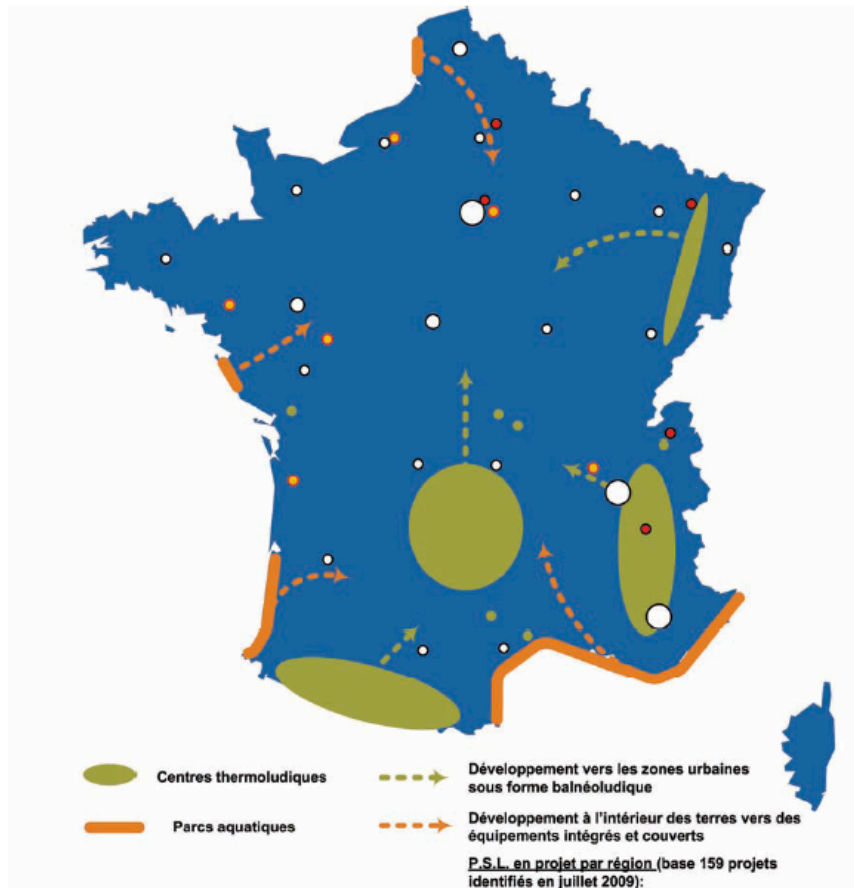 Centres thermoludiques
Développement vers les zones urbaines
sous forme balnéoludique
Parcs aquatiques
Développement à l'intérieur des terres vers des
équipements intégrés et couverts
P.S.L. en projet par région (base 159 projets
identifiés en juillet 2009):